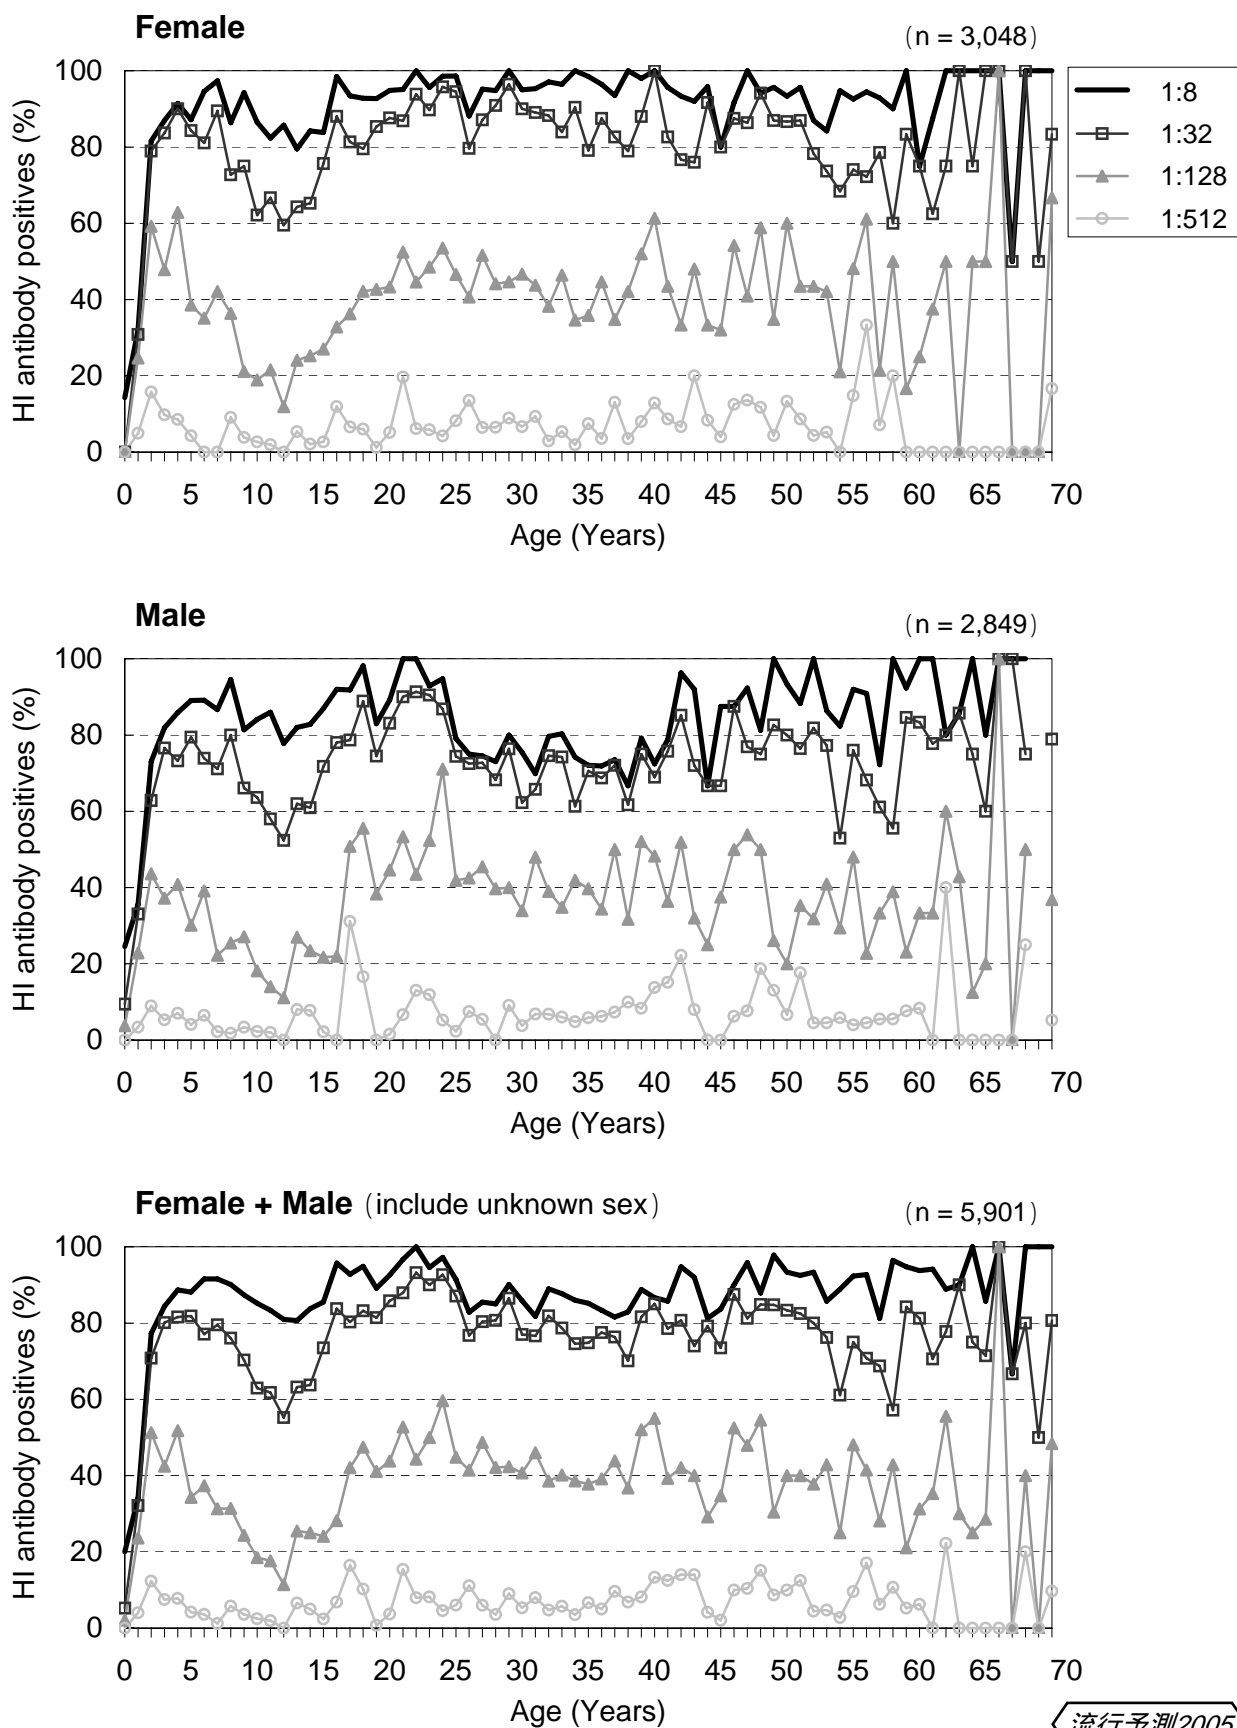 Female
(n = 3,048)
HI antibody positives (%)
100
80
60
40
20
0
0 5 10 15 20 25 30 35 40 45 50 55 60 65 70
Age (Years)
1:8
1:32
1:128
1:512
Male
(n = 2,849)
HI antibody positives (%)
100
80
60
40
20
0
0 5 10 15 20 25 30 35 40 45 50 55 60 65 70
Age (Years)
Female + Male (include unknown sex)
(n = 5,901)
HI antibody positives (%)
100
80
60
40
20
0
0 5 10 15 20 25 30 35 40 45 50 55 60 65 70
Age (Years)
流行予測2005